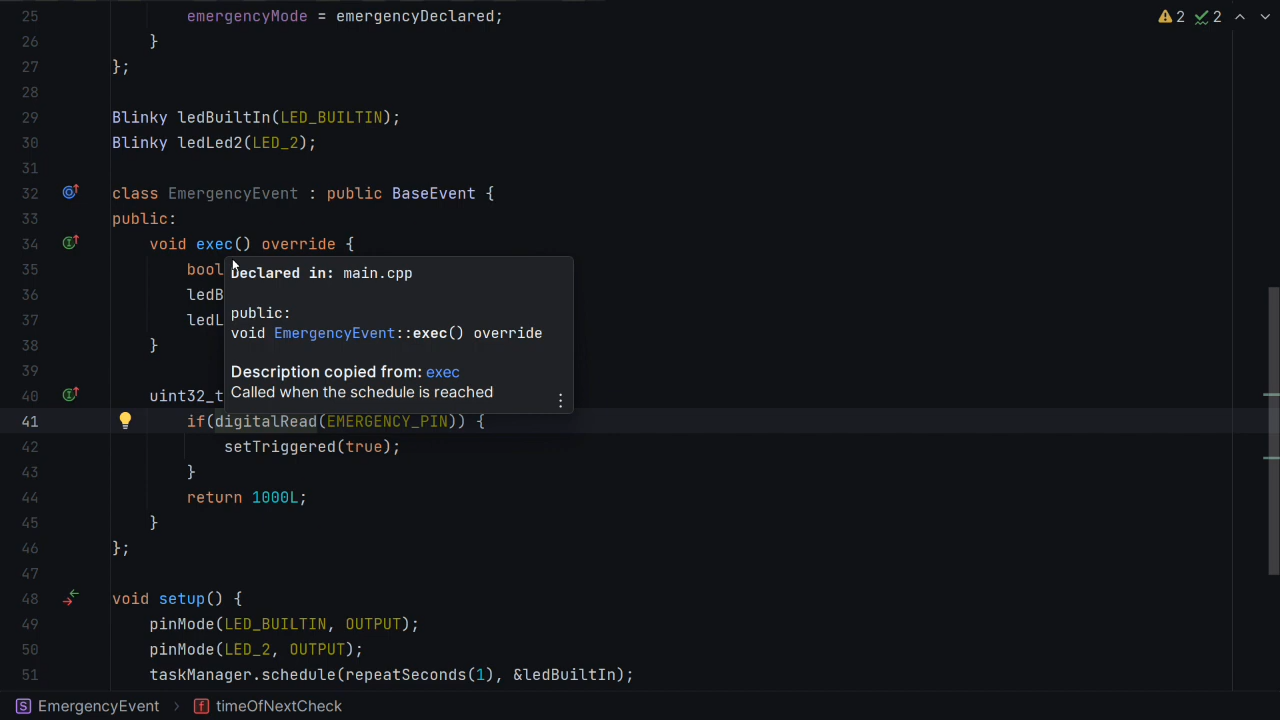 25 emergencyMode = emergencyDeclared;
2 2
26 }
27 };
28
29 Blinky ledBuiltIn(LED_BUILTIN);
30 Blinky ledLed2(LED_2);
31
32 class EmergencyEvent : public BaseEvent {
33 public:
34 void exec() override {
35 bool
Declared in: main.cpp
36 ledB
public:
37 ledL
void EmergencyEvent::exec() override
38 }
39
Description copied from: exec
Called when the schedule is reached
40 uint32_t
41 if(digitalRead(EMERGENCY_PIN)) {
42 setTriggered(true);
43 }
44 return 1000L;
45 }
46 };
47
48 void setup() {
49 pinMode(LED_BUILTIN, OUTPUT);
50 pinMode(LED_2, OUTPUT);
51 taskManager.schedule(repeatSeconds(1), &ledBuiltIn);
S EmergencyEvent > f timeOfNextCheck